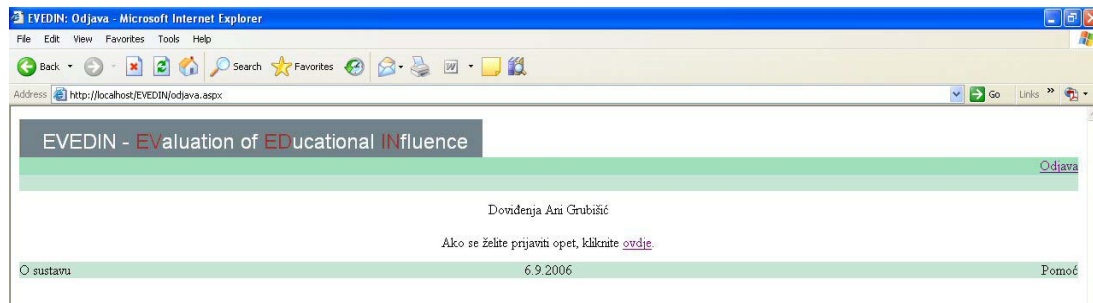 EVEDIN: Odjava - Microsoft Internet Explorer
File Edit View Favorites Tools Help
Back Search Favorites
Address http://localhost/EVEDIN/odjava.aspx Go Links »
EVEDIN - EValuation of EDucational INfluence
Odjava
Doviđenja Ani Grubišić
Ako se želite prijaviti opet, kliknite ovdje.
O sustavu 6.9.2006 Pomoć